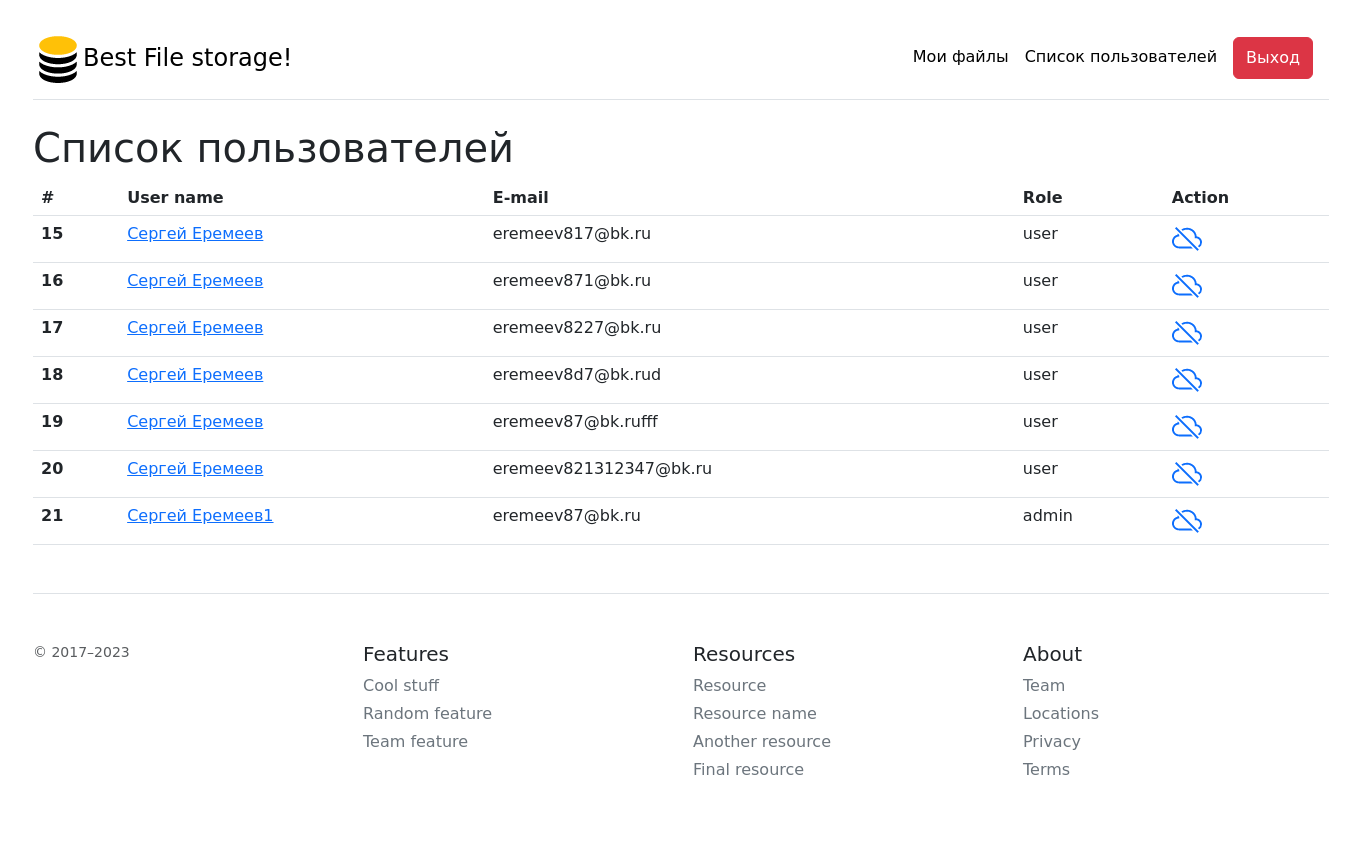 Best File storage!
Мои файлы Список пользователей Выход
Список пользователей
# User name E-mail Role Action
15 Сергей Еремеев eremeev817@bk.ru user
16 Сергей Еремеев eremeev871@bk.ru user
17 Сергей Еремеев eremeev8227@bk.ru user
18 Сергей Еремеев eremeev8d7@bk.rud user
19 Сергей Еремеев eremeev87@bk.rufff user
20 Сергей Еремеев eremeev821312347@bk.ru user
21 Сергей Еремеев1 eremeev87@bk.ru admin
© 2017–2023
Features
Cool stuff
Random feature
Team feature
Resources
Resource
Resource name
Another resource
Final resource
About
Team
Locations
Privacy
Terms